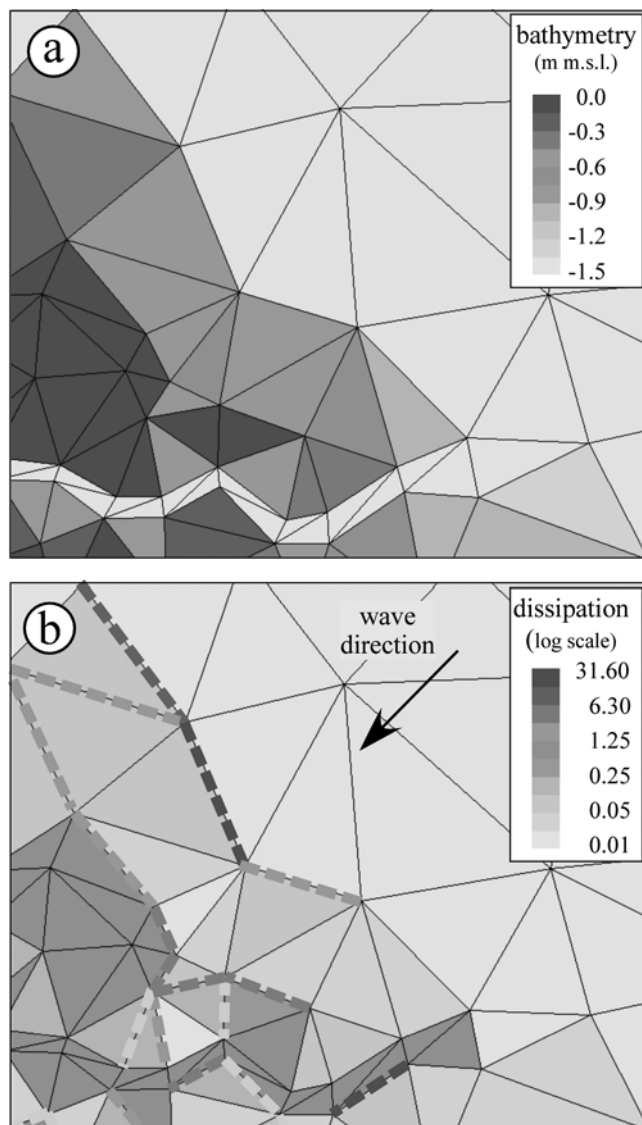 a
bathymetry
(m m.s.l.)
0.0
-0.3
-0.6
-0.9
-1.2
-1.5
b
wave
direction
dissipation
(log scale)
31.60
6.30
1.25
0.25
0.05
0.01